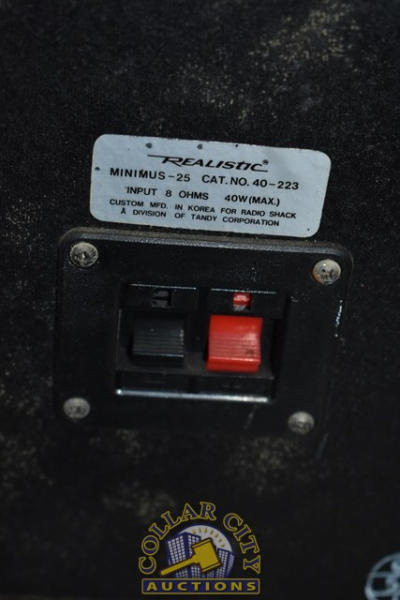 REALISTIC
MINIMUS-25 CAT. NO. 40-223
INPUT 8 OHMS 40W (MAX.)
CUSTOM MFD. IN KOREA FOR RADIO SHACK
A DIVISION OF TANDY CORPORATION
COLLAR CITY
AUCTIONS